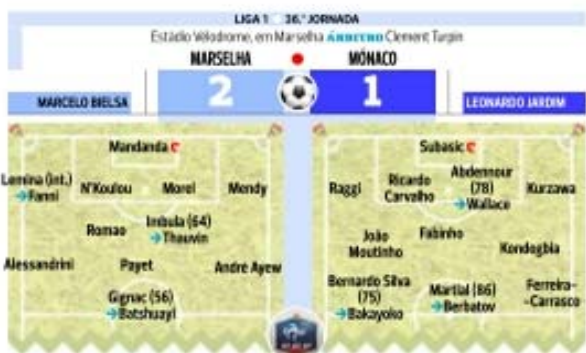 LIGA 1 36.ª JORNADA
Estádio Vélodrome, em Marselha ÁRBITRO Clement Turpin
MARSELHA MÓNACO
MARCELO BIELSA 2 1 LEONARDO JARDIM
Mandanda c
Lemina (int.)
→Fanni
N'Koulou Morel Mendy
Romao
Imbula (64)
→Thauvin
Alessandrini Payet Andre Ayew
Gignac (56)
→Batshuayi
Subasic c
Raggi
Ricardo
Carvalho
Abdennour
(78)
→Wallace
Kurzawa
João
Moutinho
Fabinho
Kondogbia
Bernardo Silva
(75)
→Bakayoko
Martial (86)
→Berbatov
Ferreira-
-Carrasco